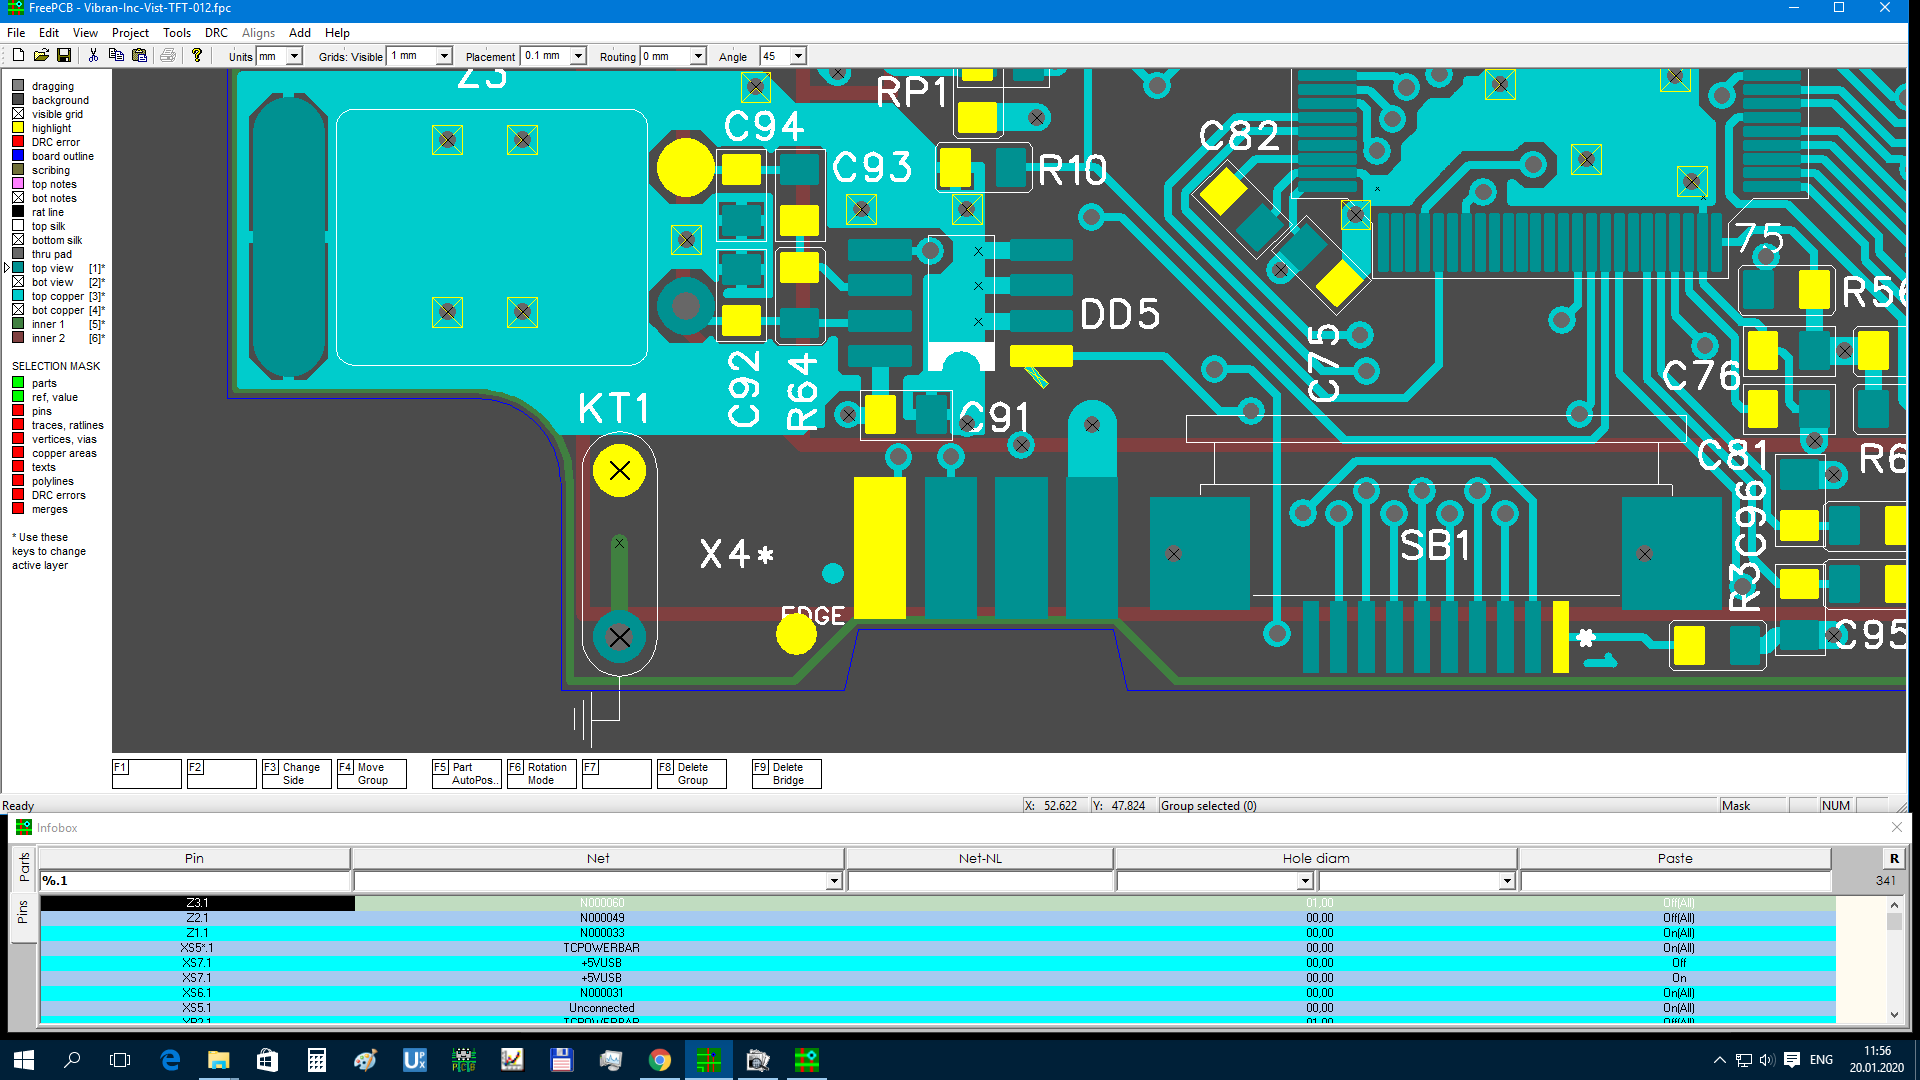 FreePCB - Vibran-Inc-Vist-TFT-012.fpc
File Edit View Project Tools DRC Aligns Add Help
Units mm Grids: Visible 1 mm Placement 0.1 mm Routing 0 mm Angle 45
dragging
background
visible grid
highlight
DRC error
board outline
scribing
top notes
bot notes
rat line
top silk
bottom silk
thru pad
top view [1]*
bot view [2]*
top copper [3]*
bot copper [4]*
inner 1 [5]*
inner 2 [6]*
SELECTION MASK
parts
ref, value
pins
traces, ratlines
vertices, vias
copper areas
texts
polylines
DRC errors
merges
* Use these
keys to change
active layer
Z3
RP1
C94
C82
C93
R10
75
R56
DD5
C75
C92
R64
C76
KT1
C91
C81
R6
C96
X4*
SB1
R3
EDGE
*
1
C95
F1
F2
F3 Change Side
F4 Move Group
F5 Part AutoPos..
F6 Rotation Mode
F7
F8 Delete Group
F9 Delete Bridge
Ready X: 52.622 Y: 47.824 Group selected (0) Mask NUM
Infobox
Parts
Pins
Pin Net Net-NL Hole diam Paste R
%.1 341
Z3.1 N000060 01,00 Off(All)
Z2.1 N000049 00,00 Off(All)
Z1.1 N000033 00,00 On(All)
XS5*.1 TCPOWERBAR 00,00 On(All)
XS7.1 +5VUSB 00,00 Off
XS7.1 +5VUSB 00,00 On
XS6.1 N000031 00,00 On(All)
XS5.1 Unconnected 00,00 On(All)
XP2.1 TCPOWERBAR 01,00 Off(All)
ENG
11:56
20.01.2020